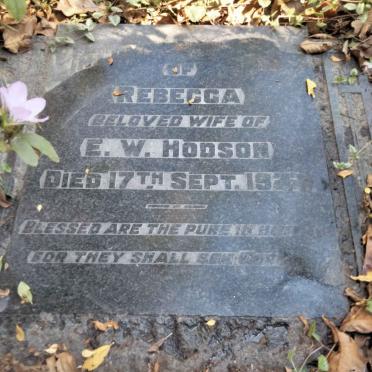 OF
REBECCA
BELOVED WIFE OF
E. W. HODSON
DIED 17TH SEPT.
BLESSED ARE THE PURE IN
FOR THEY SHALL SEE